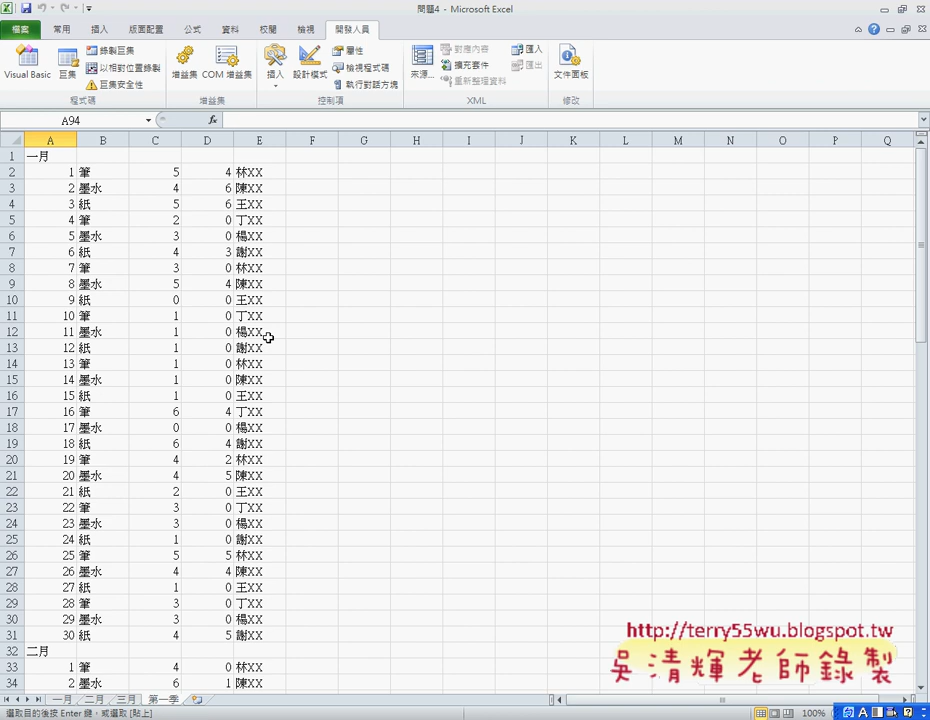 問題4 - Microsoft Excel
檔案 常用 插入 版面配置 公式 資料 校閱 檢視 開發人員
Visual Basic 巨集 錄製巨集 以相對位置錄製 巨集安全性 增益集 COM 增益集 插入 設計模式 屬性 檢視程式碼 執行對話方塊 來源... 對應內容 擴充套件 重新整理資料 匯入 匯出 文件面板
程式碼 增益集 控制項 XML 修改
A94 fx
A B C D E F G H I J K L M N O P Q
1 一月
2 1 筆 5 4 林XX
3 2 墨水 4 6 陳XX
4 3 紙 5 6 王XX
5 4 筆 2 0 丁XX
6 5 墨水 3 0 楊XX
7 6 紙 4 3 謝XX
8 7 筆 3 0 林XX
9 8 墨水 5 4 陳XX
10 9 紙 0 0 王XX
11 10 筆 1 0 丁XX
12 11 墨水 1 0 楊XX
13 12 紙 1 0 謝XX
14 13 筆 1 0 林XX
15 14 墨水 1 0 陳XX
16 15 紙 1 0 王XX
17 16 筆 6 4 丁XX
18 17 墨水 0 0 楊XX
19 18 紙 6 4 謝XX
20 19 筆 4 2 林XX
21 20 墨水 4 5 陳XX
22 21 紙 2 0 王XX
23 22 筆 3 0 丁XX
24 23 墨水 3 0 楊XX
25 24 紙 1 0 謝XX
26 25 筆 5 5 林XX
27 26 墨水 4 4 陳XX
28 27 紙 1 0 王XX
29 28 筆 3 0 丁XX
30 29 墨水 3 0 楊XX
31 30 紙 4 5 謝XX
32 二月
33 1 筆 4 0 林XX
34 2 墨水 6 1 陳XX
http://terry55wu.blogspot.tw
吳清輝老師錄製
一月 二月 三月 第一季
選取目的後按 Enter 鍵，或選取 [貼上] 100%